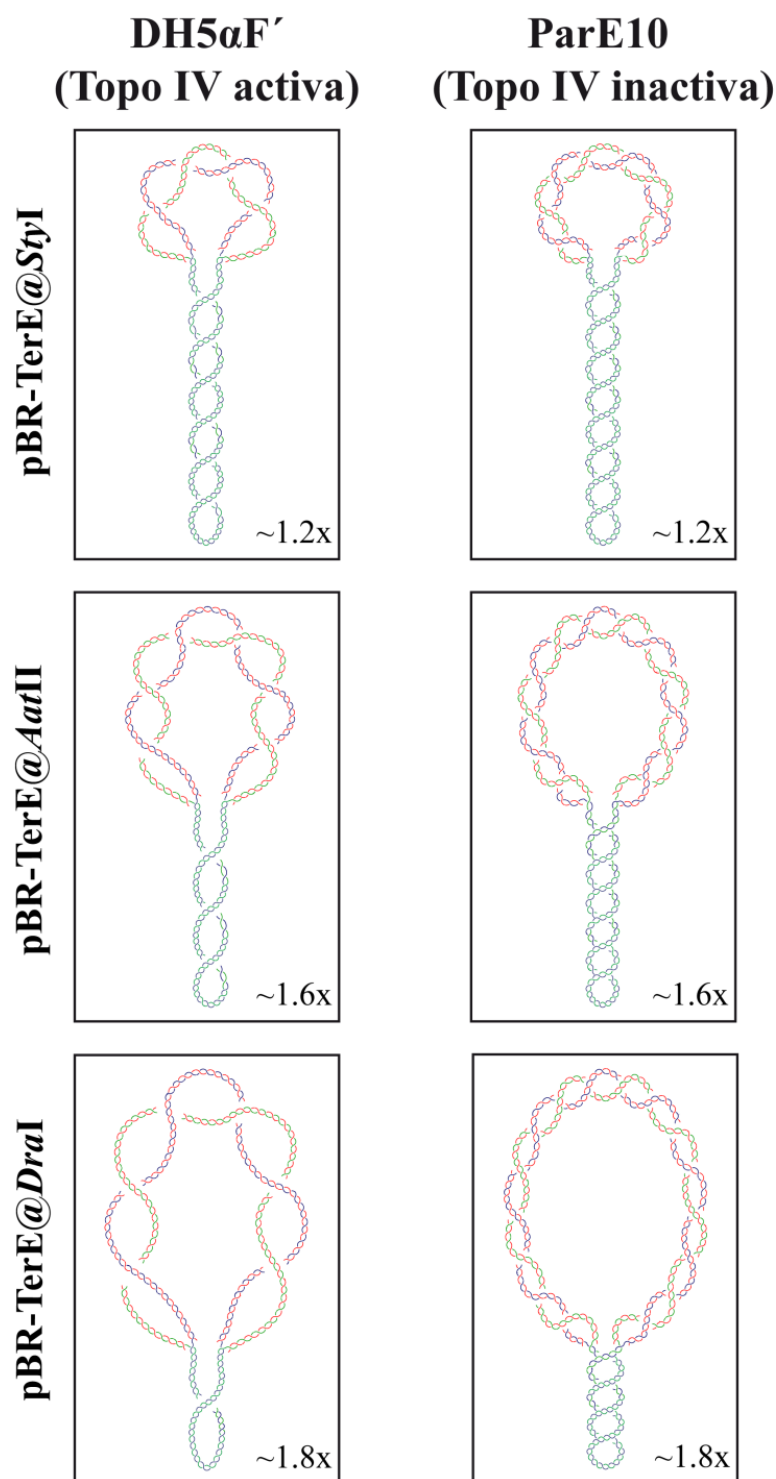 DH5αF´
(Topo IV activa)
ParE10
(Topo IV inactiva)
pBR-TerE@StyI
~1.2x
~1.2x
pBR-TerE@AatII
~1.6x
~1.6x
pBR-TerE@DraI
~1.8x
~1.8x